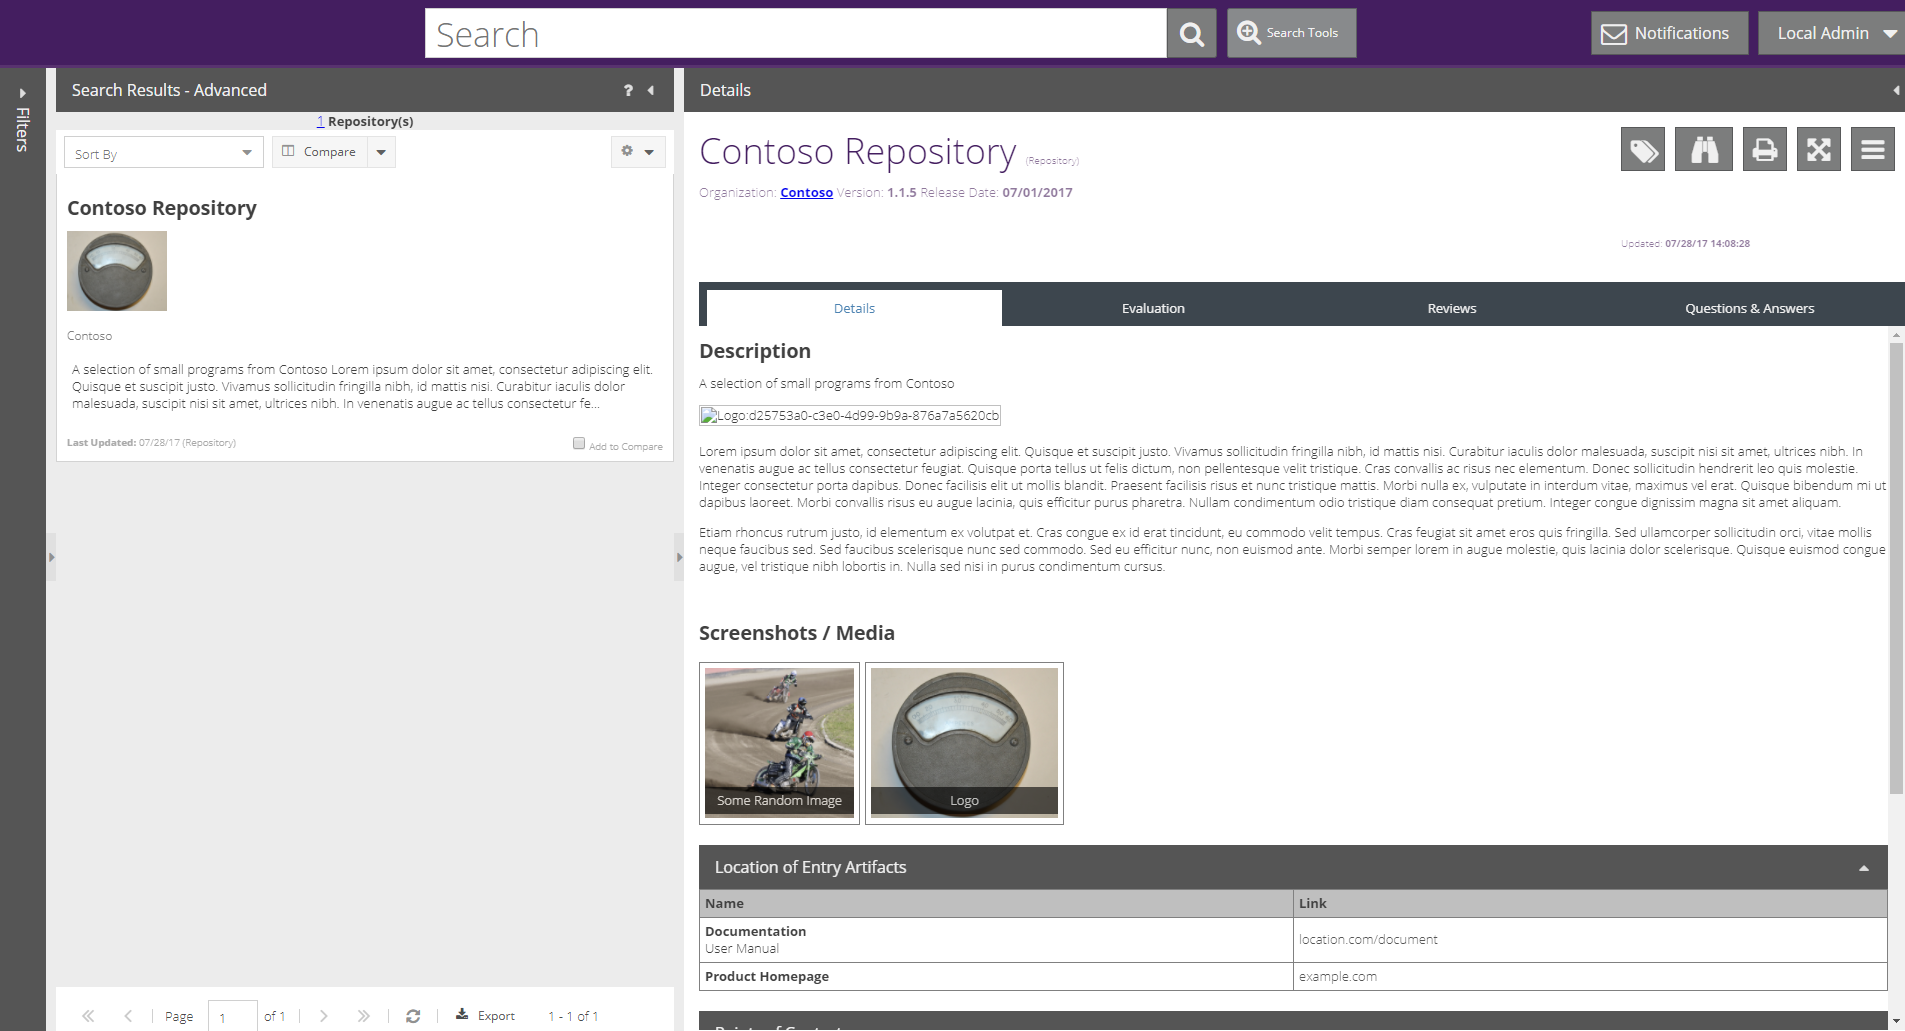 Search
Search Tools
Notifications
Local Admin
Filters
Search Results - Advanced
?
1 Repository(s)
Sort By
Compare
Contoso Repository
Contoso
A selection of small programs from Contoso Lorem ipsum dolor sit amet, consectetur adipiscing elit.
Quisque et suscipit justo. Vivamus sollicitudin fringilla nibh, id mattis nisi. Curabitur iaculis dolor
malesuada, suscipit nisi sit amet, ultrices nibh. In venenatis augue ac tellus consectetur fe...
Last Updated: 07/28/17 (Repository)
Add to Compare
Page 1 of 1
Export
1 - 1 of 1
Details
Contoso Repository (Repository)
Organization: Contoso Version: 1.1.5 Release Date: 07/01/2017
Updated: 07/28/17 14:08:28
Details
Evaluation
Reviews
Questions & Answers
Description
A selection of small programs from Contoso
Logo:d25753a0-c3e0-4d99-9b9a-876a7a5620cb
Lorem ipsum dolor sit amet, consectetur adipiscing elit. Quisque et suscipit justo. Vivamus sollicitudin fringilla nibh, id mattis nisi. Curabitur iaculis dolor malesuada, suscipit nisi sit amet, ultrices nibh. In
venenatis augue ac tellus consectetur feugiat. Quisque porta tellus ut felis dictum, non pellentesque velit tristique. Cras convallis ac risus nec elementum. Donec sollicitudin hendrerit leo quis molestie.
Integer consectetur porta dapibus. Donec facilisis elit ut mollis blandit. Praesent facilisis risus et nunc tristique mattis. Morbi nulla ex, vulputate in interdum vitae, maximus vel erat. Quisque bibendum mi ut
dapibus laoreet. Morbi convallis risus eu augue lacinia, quis efficitur purus pharetra. Nullam condimentum odio tristique diam consequat pretium. Integer congue dignissim magna sit amet aliquam.
Etiam rhoncus rutrum justo, id elementum ex volutpat et. Cras congue ex id erat tincidunt, eu commodo velit tempus. Cras feugiat sit amet eros quis fringilla. Sed ullamcorper sollicitudin orci, vitae mollis
neque faucibus sed. Sed faucibus scelerisque nunc sed commodo. Sed eu efficitur nunc, non euismod ante. Morbi semper lorem in augue molestie, quis lacinia dolor scelerisque. Quisque euismod congue
augue, vel tristique nibh lobortis in. Nulla sed nisi in purus condimentum cursus.
Screenshots / Media
Some Random Image
Logo
Location of Entry Artifacts
Name
Link
Documentation
User Manual
location.com/document
Product Homepage
example.com